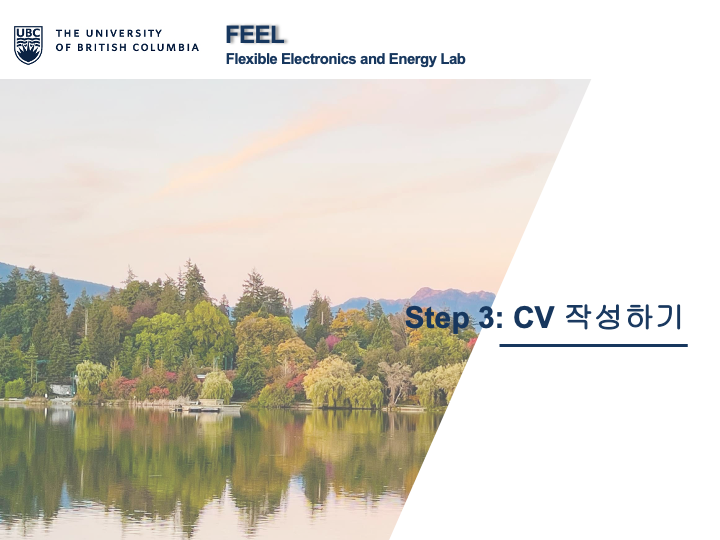 UBC
THE UNIVERSITY
OF BRITISH COLUMBIA
FEEL
Flexible Electronics and Energy Lab
Step 3: CV 작성하기